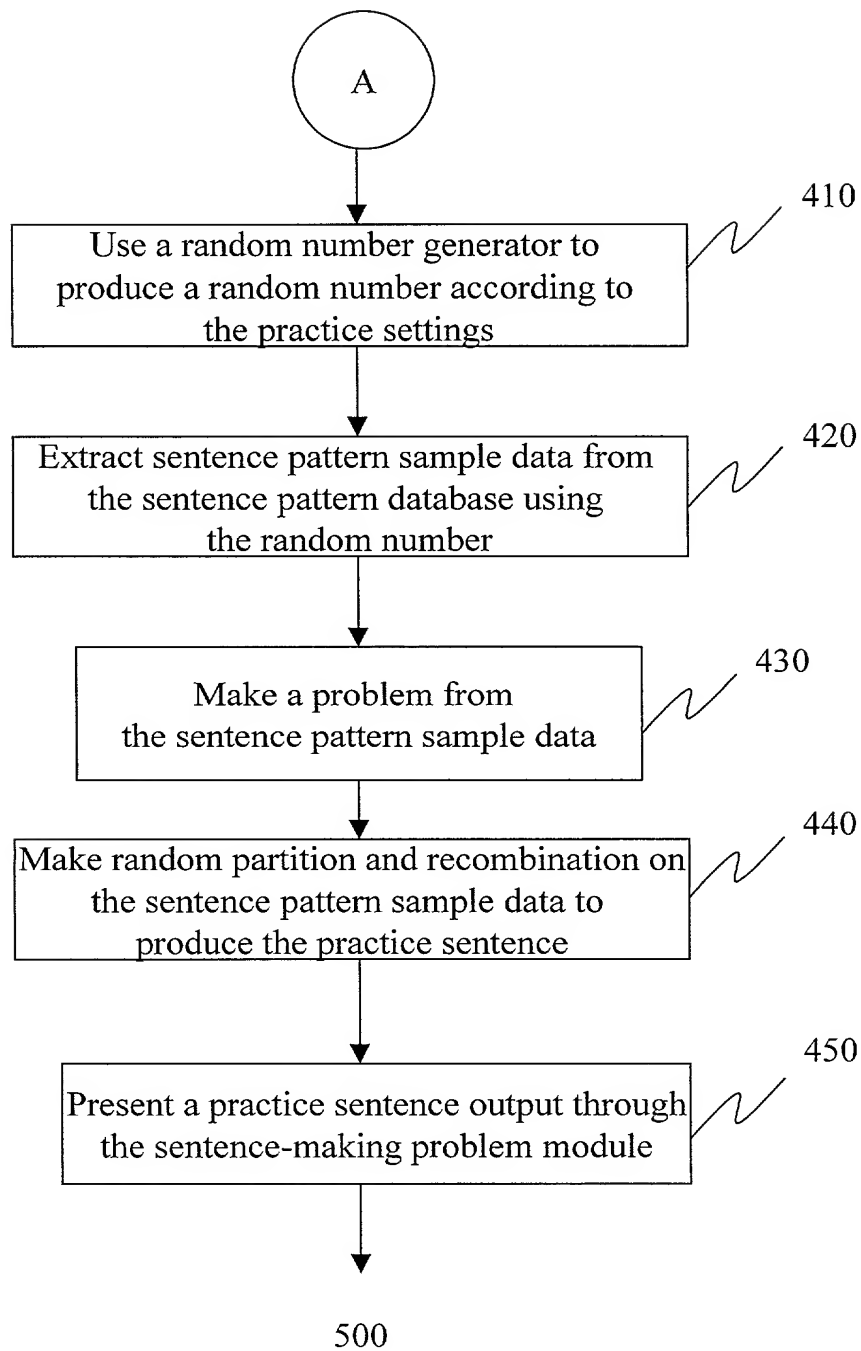 A
410
Use a random number generator to
produce a random number according to
the practice settings
420
Extract sentence pattern sample data from
the sentence pattern database using
the random number
430
Make a problem from
the sentence pattern sample data
440
Make random partition and recombination on
the sentence pattern sample data to
produce the practice sentence
450
Present a practice sentence output through
the sentence-making problem module
500